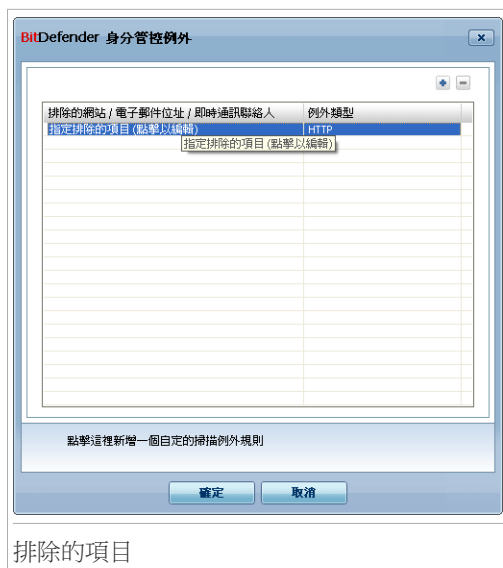 BitDefender 身分管控例外
排除的網站 / 電子郵件位址 / 即時通訊聯絡人 例外類型
指定排除的項目 (點擊以編輯) HTTP
指定排除的項目 (點擊以編輯)
點擊這裡新增一個自定的掃描例外規則
確定 取消
排除的項目